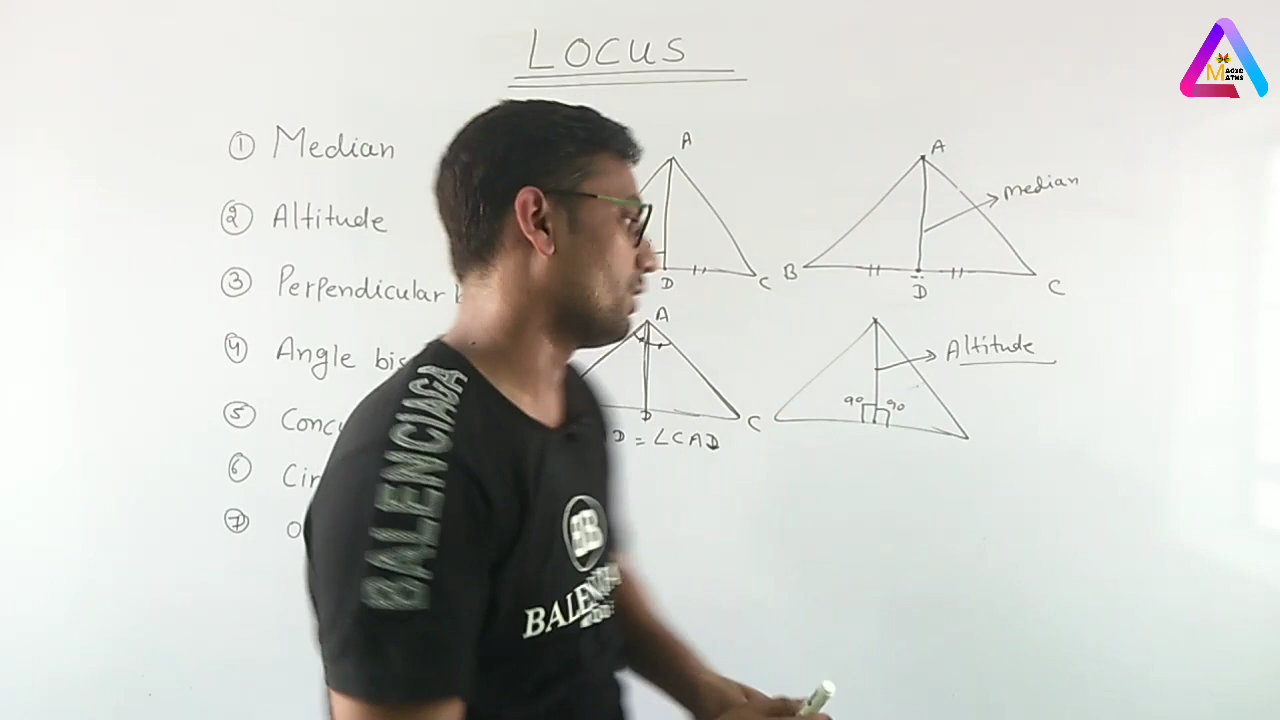 LOCUS
MAGIC
MATHS
① Median
② Altitude
③ Perpendicular
④ Angle bis
⑤ Conc
⑥ Cir
⑦ O
A
D
C
A
B
D
C
median
A
D
C
D = ∠CAD
Altitude
90 90
BALENCIAGA
BB
BALEN